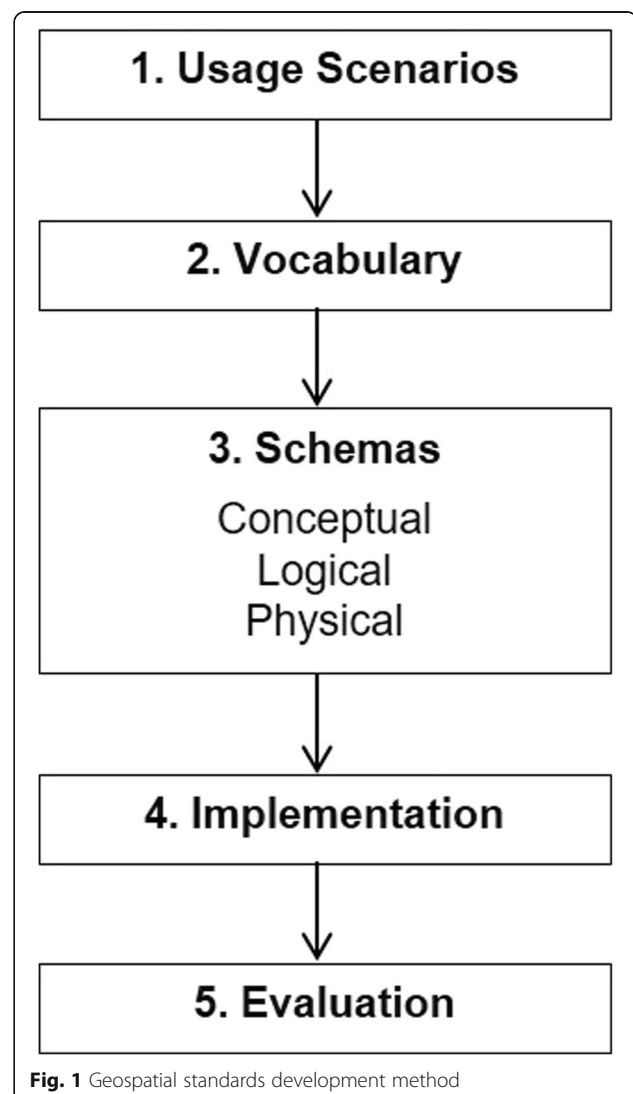 1. Usage Scenarios
2. Vocabulary
3. Schemas
Conceptual
Logical
Physical
4. Implementation
5. Evaluation
Fig. 1 Geospatial standards development method